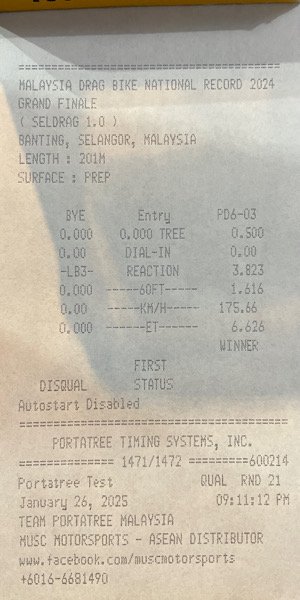 ==========================================
MALAYSIA DRAG BIKE NATIONAL RECORD 2024
GRAND FINALE
( SELDRAG 1.0 )
BANTING, SELANGOR, MALAYSIA
LENGTH : 201M
SURFACE : PREP
BYE Entry PD6-03
0.000 0.000 TREE 0.500
0.00 DIAL-IN 0.00
-LB3- REACTION 3.823
0.000 -----60FT----- 1.616
0.00 -----KM/H----- 175.66
0.000 ------ET------ 6.626
WINNER
FIRST
DISQUAL STATUS
Autostart Disabled
==========================================
PORTATREE TIMING SYSTEMS, INC.
============== 1471/1472 =========600214
Portatree Test QUAL RND 21
January 26, 2025 09:11:12 PM
TEAM PORTATREE MALAYSIA
MUSC MOTORSPORTS - ASEAN DISTRIBUTOR
www.facebook.com/muscmotorsports
+6016-6681490